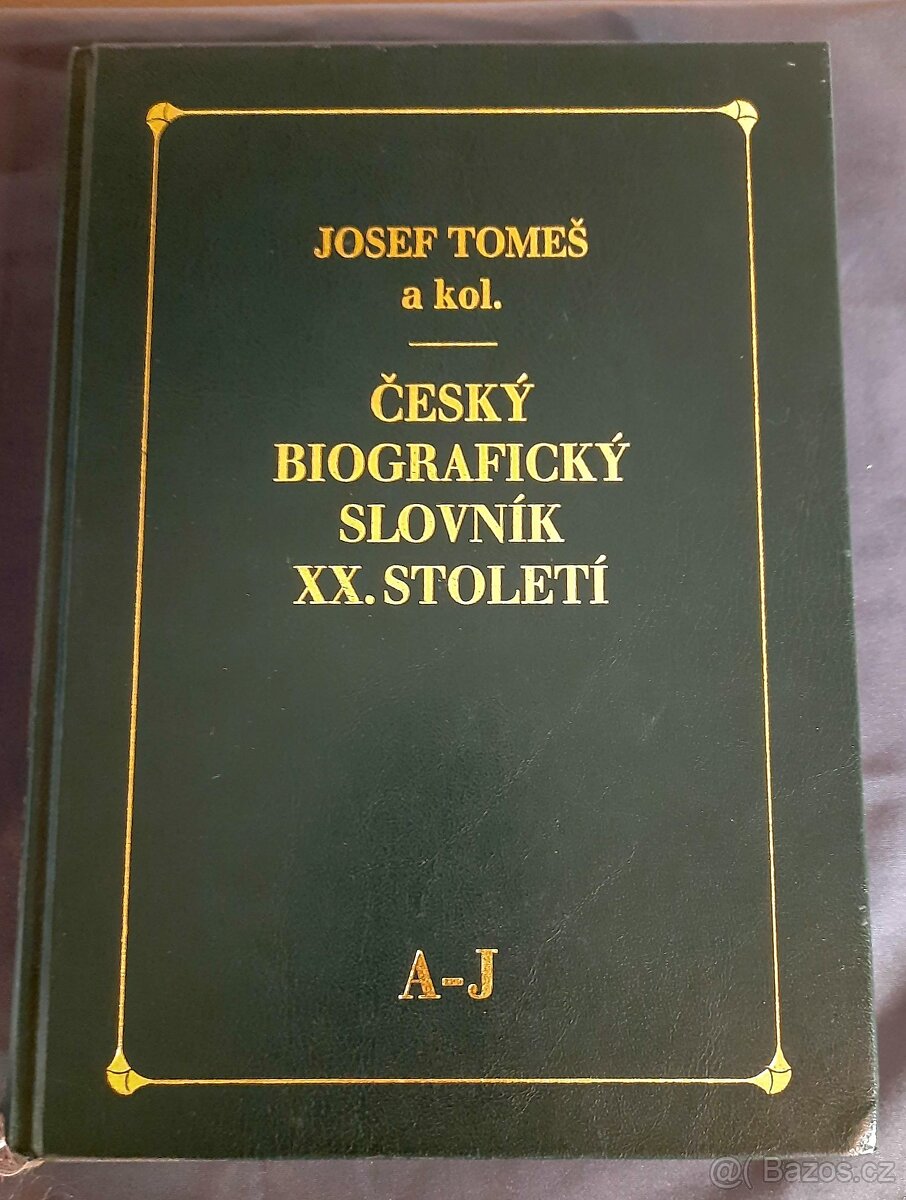 JOSEF TOMEŠ
a kol.
ČESKÝ
BIOGRAFICKÝ
SLOVNÍK
XX. STOLETÍ
A-J
@( Bazos.cz